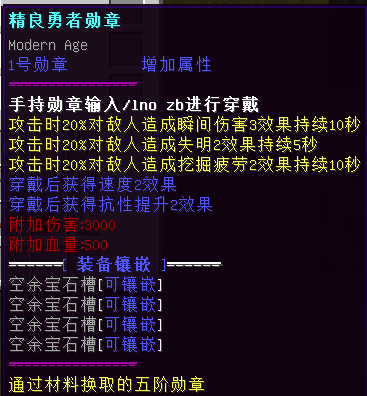 精良勇者勋章
Modern Age
1号勋章 增加属性
手持勋章输入/lno zb进行穿戴
攻击时20%对敌人造成瞬间伤害3效果持续10秒
攻击时20%对敌人造成失明2效果持续5秒
攻击时20%对敌人造成挖掘疲劳2效果持续10秒
穿戴后获得速度2效果
穿戴后获得抗性提升2效果
附加伤害:3000
附加血量:500
======[ 装备镶嵌 ]======
空余宝石槽[可镶嵌]
空余宝石槽[可镶嵌]
空余宝石槽[可镶嵌]
空余宝石槽[可镶嵌]
通过材料换取的五阶勋章